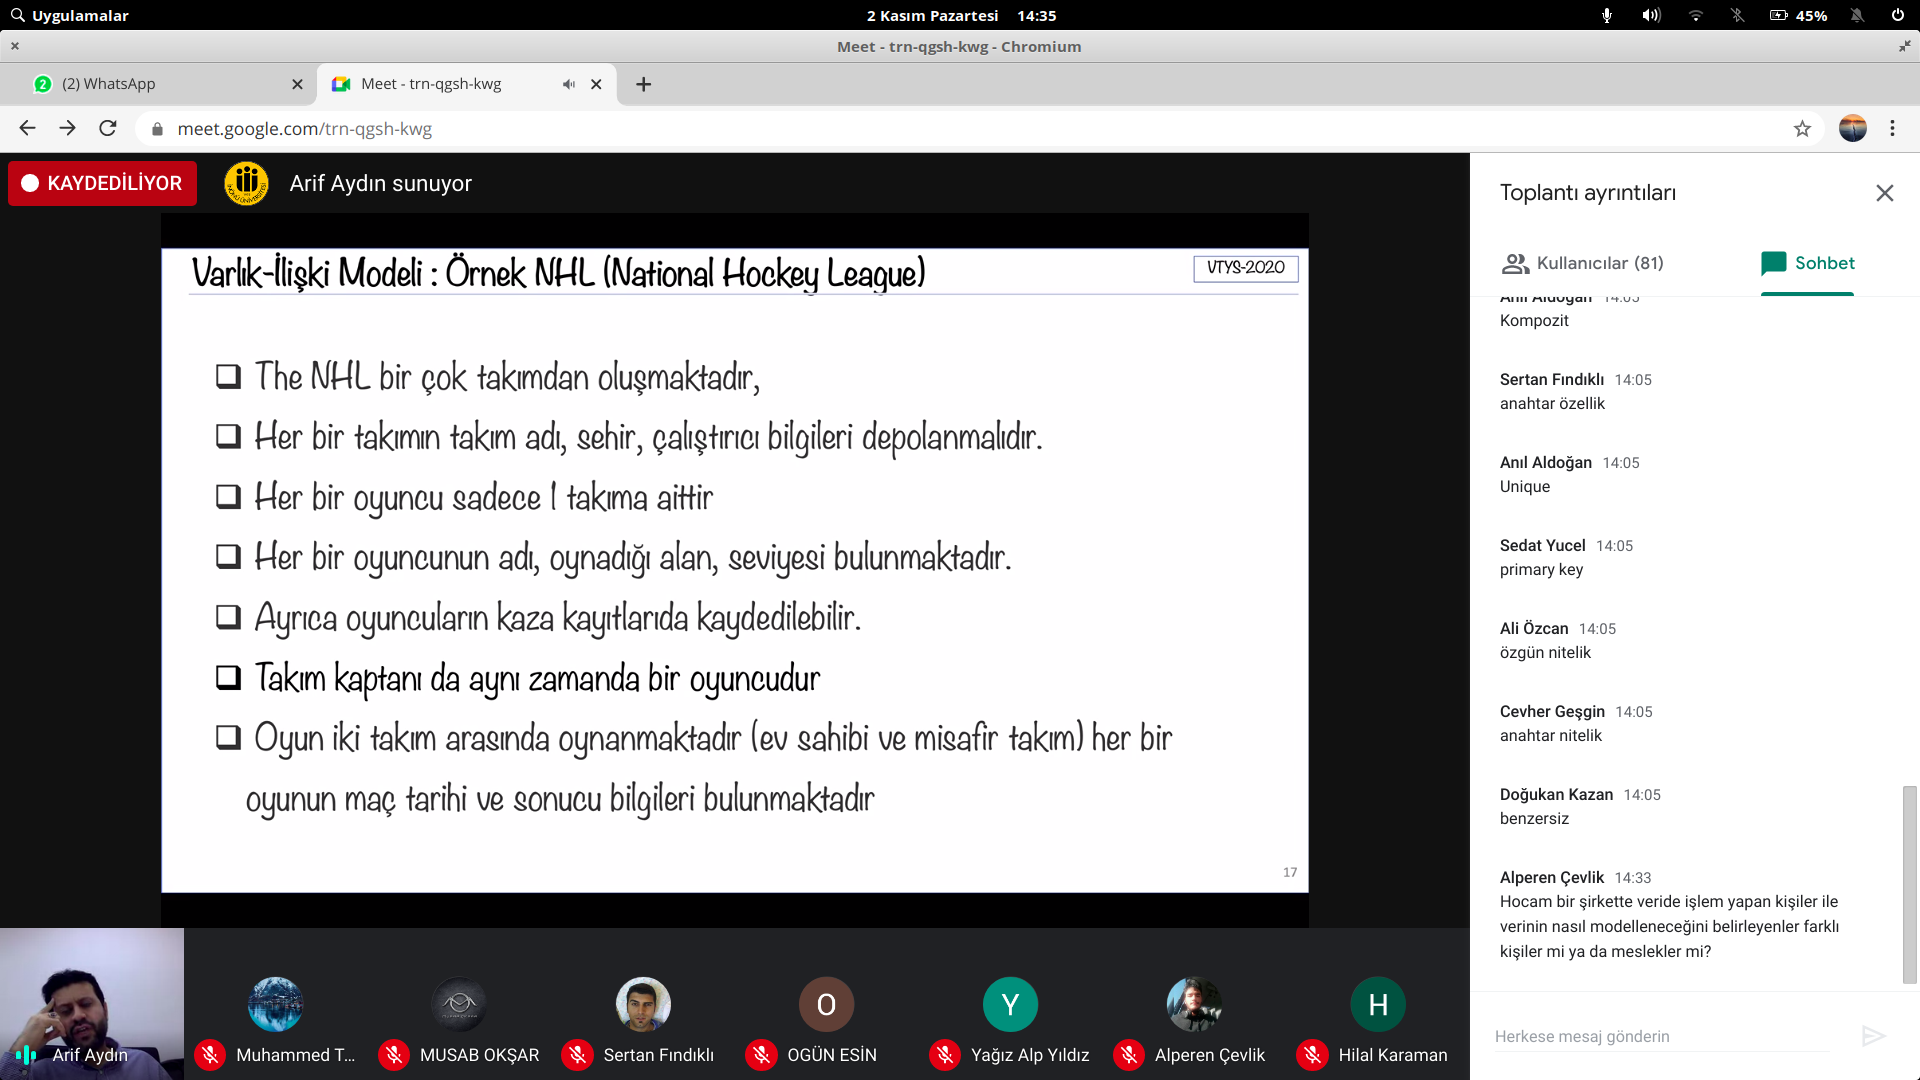 Uygulamalar
2 Kasım Pazartesi 14:35
45%
Meet - trn-qgsh-kwg - Chromium
(2) WhatsApp
Meet - trn-qgsh-kwg
meet.google.com/trn-qgsh-kwg
KAYDEDİLİYOR
Arif Aydın sunuyor
Varlık-İlişki Modeli : Örnek NHL (National Hockey League)
VTYS-2020
The NHL bir çok takımdan oluşmaktadır,
Her bir takımın takım adı, sehir, çalıştırıcı bilgileri depolanmalıdır.
Her bir oyuncu sadece 1 takıma aittir
Her bir oyuncunun adı, oynadığı alan, seviyesi bulunmaktadır.
Ayrıca oyuncuların kaza kayıtlarıda kaydedilebilir.
Takım kaptanı da aynı zamanda bir oyuncudur
Oyun iki takım arasında oynanmaktadır (ev sahibi ve misafir takım) her bir
oyunun maç tarihi ve sonucu bilgileri bulunmaktadır
17
Toplantı ayrıntıları
Kullanıcılar (81)
Sohbet
Anıl Aldoğan 14:05
Kompozit
Sertan Fındıklı 14:05
anahtar özellik
Anıl Aldoğan 14:05
Unique
Sedat Yucel 14:05
primary key
Ali Özcan 14:05
özgün nitelik
Cevher Geşgin 14:05
anahtar nitelik
Doğukan Kazan 14:05
benzersiz
Alperen Çevlik 14:33
Hocam bir şirkette veride işlem yapan kişiler ile
verinin nasıl modelleneceğini belirleyenler farklı
kişiler mi ya da meslekler mi?
Herkese mesaj gönderin
O
Y
H
Arif Aydın
Muhammed T...
MUSAB OKŞAR
Sertan Fındıklı
OGÜN ESİN
Yağız Alp Yıldız
Alperen Çevlik
Hilal Karaman